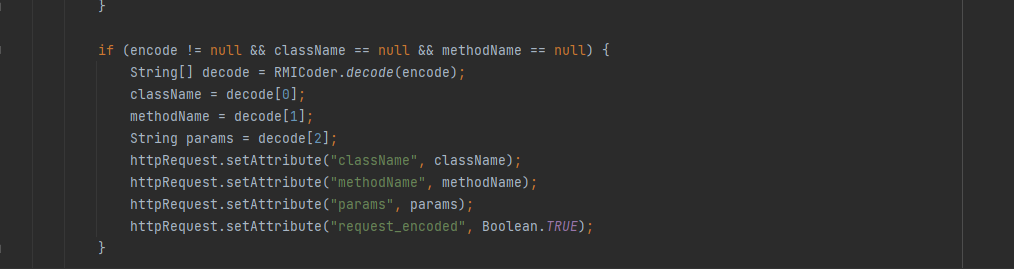 }
if (encode != null && className == null && methodName == null) {
String[] decode = RMICoder.decode(encode);
className = decode[0];
methodName = decode[1];
String params = decode[2];
httpRequest.setAttribute("className", className);
httpRequest.setAttribute("methodName", methodName);
httpRequest.setAttribute("params", params);
httpRequest.setAttribute("request_encoded", Boolean.TRUE);
}